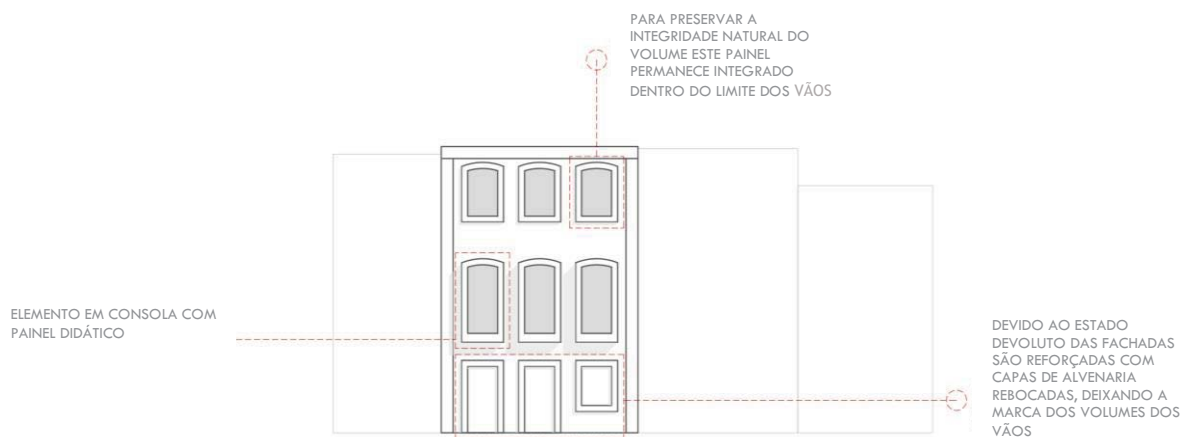 PARA PRESERVAR A
INTEGRIDADE NATURAL DO
VOLUME ESTE PAINEL
PERMANECE INTEGRADO
DENTRO DO LIMITE DOS VÃOS
ELEMENTO EM CONSOLA COM
PAINEL DIDÁTICO
DEVIDO AO ESTADO
DEVOLUTO DAS FACHADAS
SÃO REFORÇADAS COM
CAPAS DE ALVENARIA
REBOCADAS, DEIXANDO A
MARCA DOS VOLUMES DOS
VÃOS